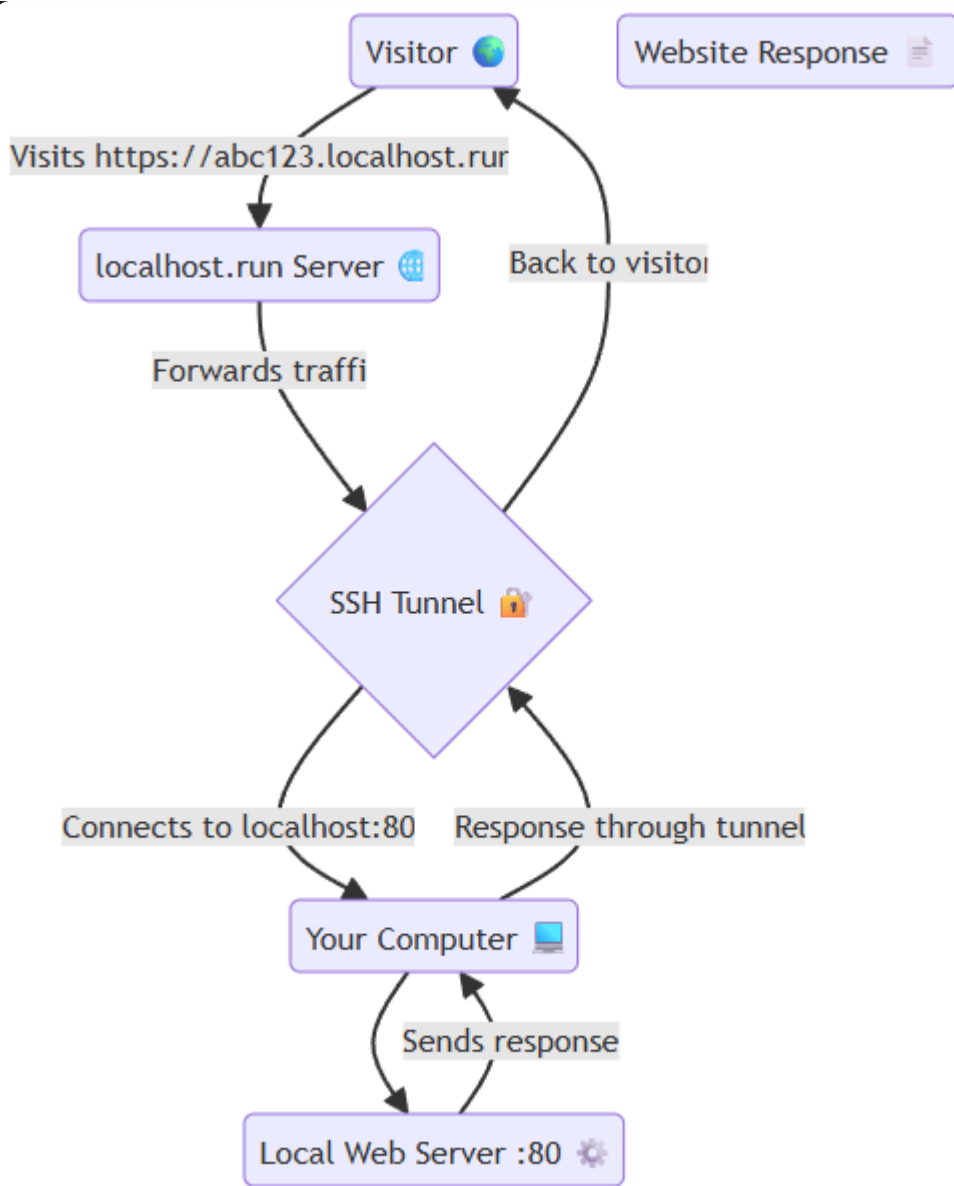 Visitor 🌍
Website Response 📄
Visits https://abc123.localhost.rur
localhost.run Server 🌐
Back to visitor
Forwards traffi
SSH Tunnel 🔐
Connects to localhost:80
Response through tunnel
Your Computer 💻
Sends response
Local Web Server :80 ⚙️